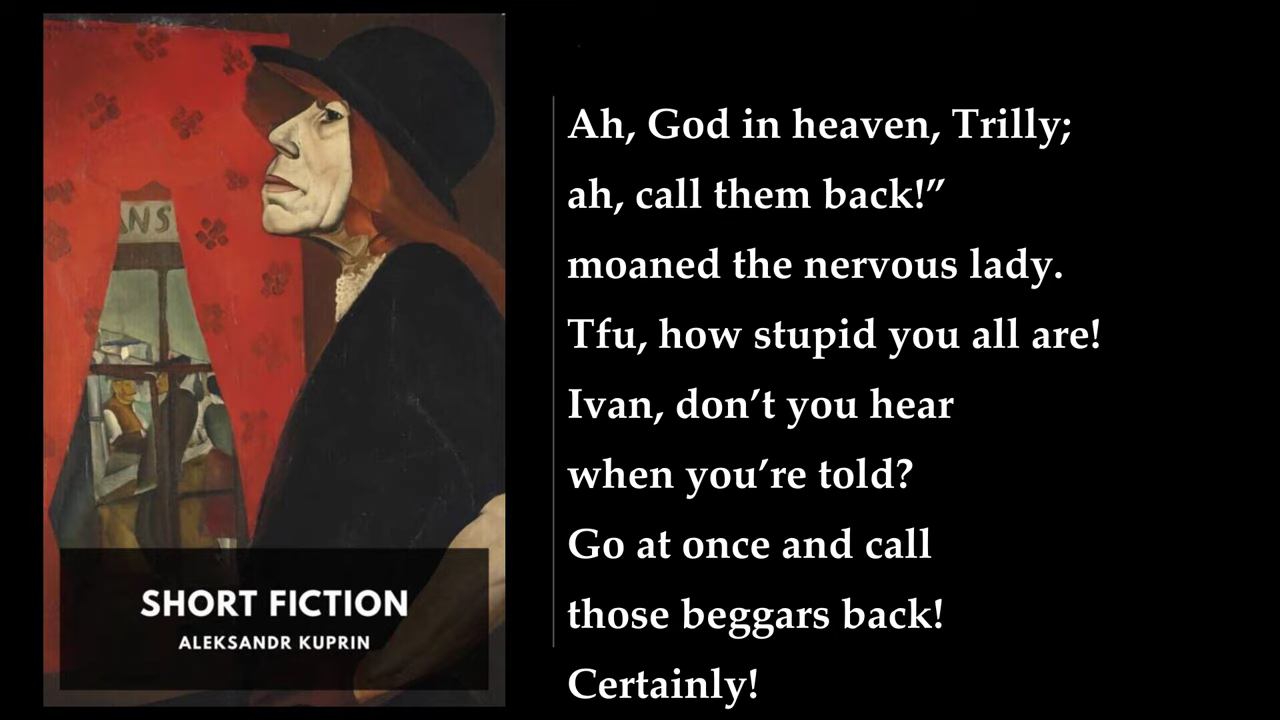 ANS
SHORT FICTION
ALEKSANDR KUPRIN
Ah, God in heaven, Trilly;
ah, call them back!”
moaned the nervous lady.
Tfu, how stupid you all are!
Ivan, don’t you hear
when you’re told?
Go at once and call
those beggars back!
Certainly!